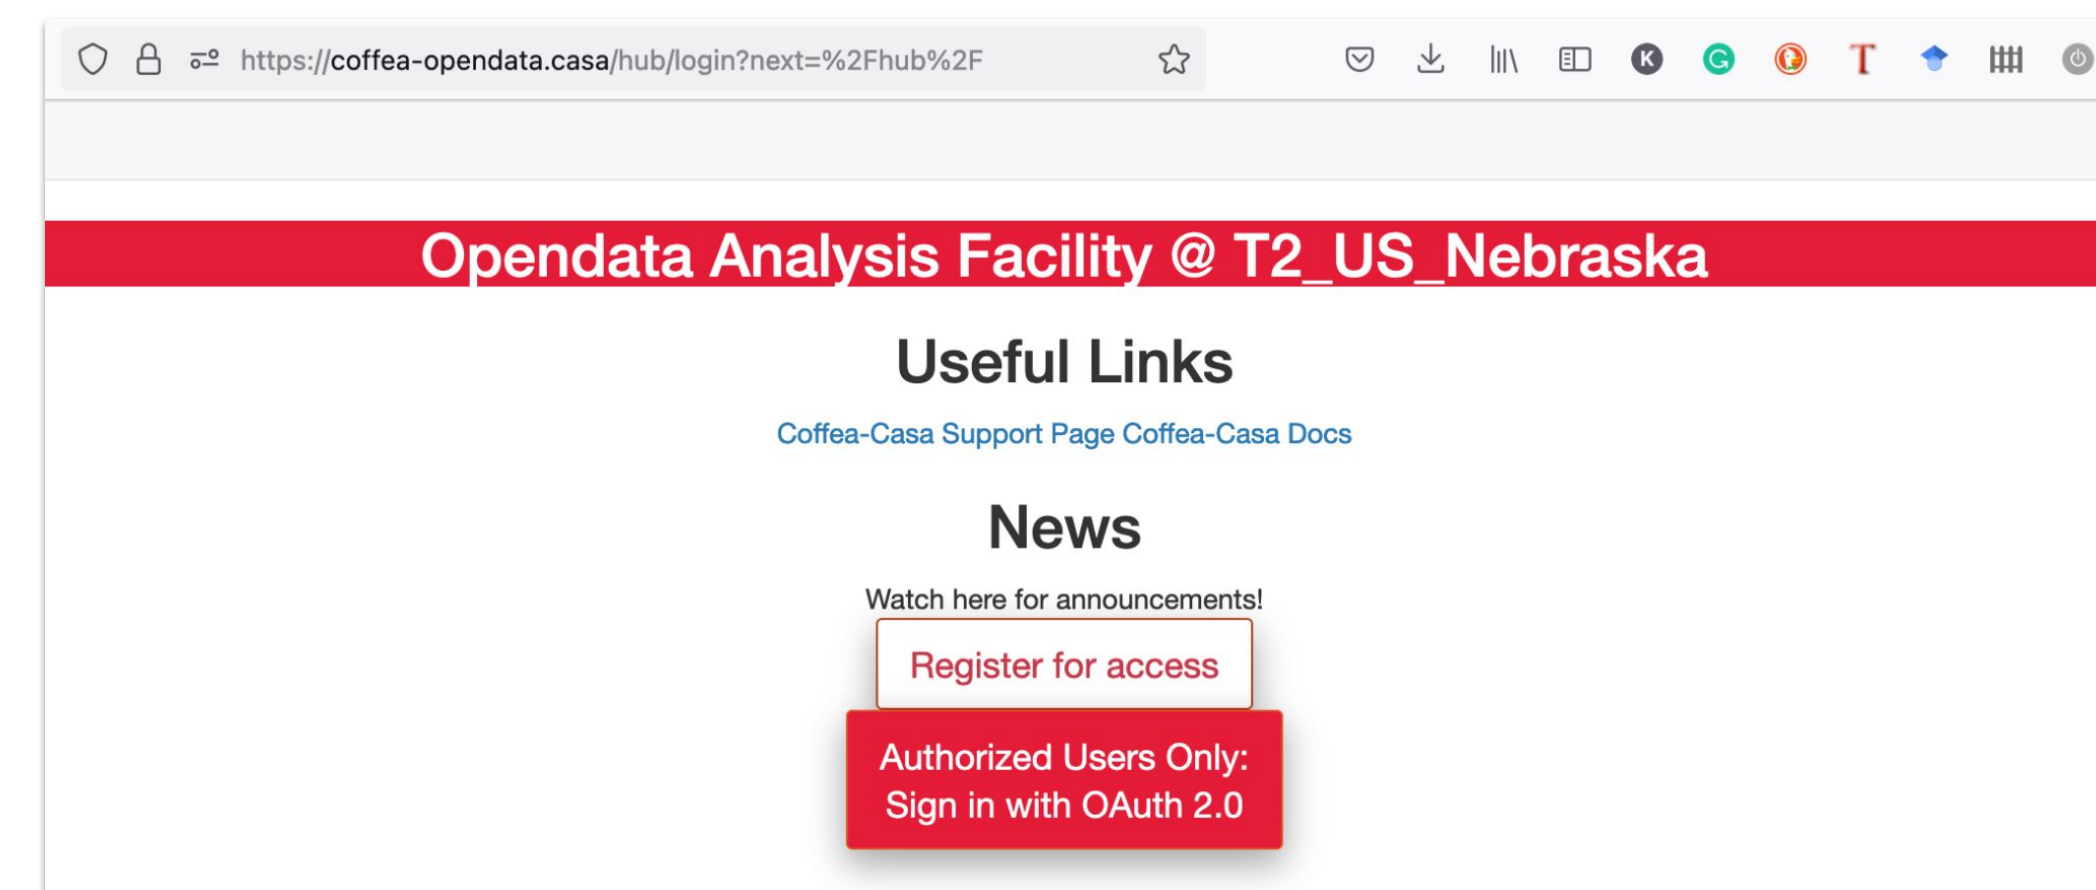 https://coffea-opendata.casa/hub/login?next=%2Fhub%2F
K
G
T
Opendata Analysis Facility @ T2_US_Nebraska
Useful Links
Coffea-Casa Support Page Coffea-Casa Docs
News
Watch here for announcements!
Register for access
Authorized Users Only:
Sign in with OAuth 2.0